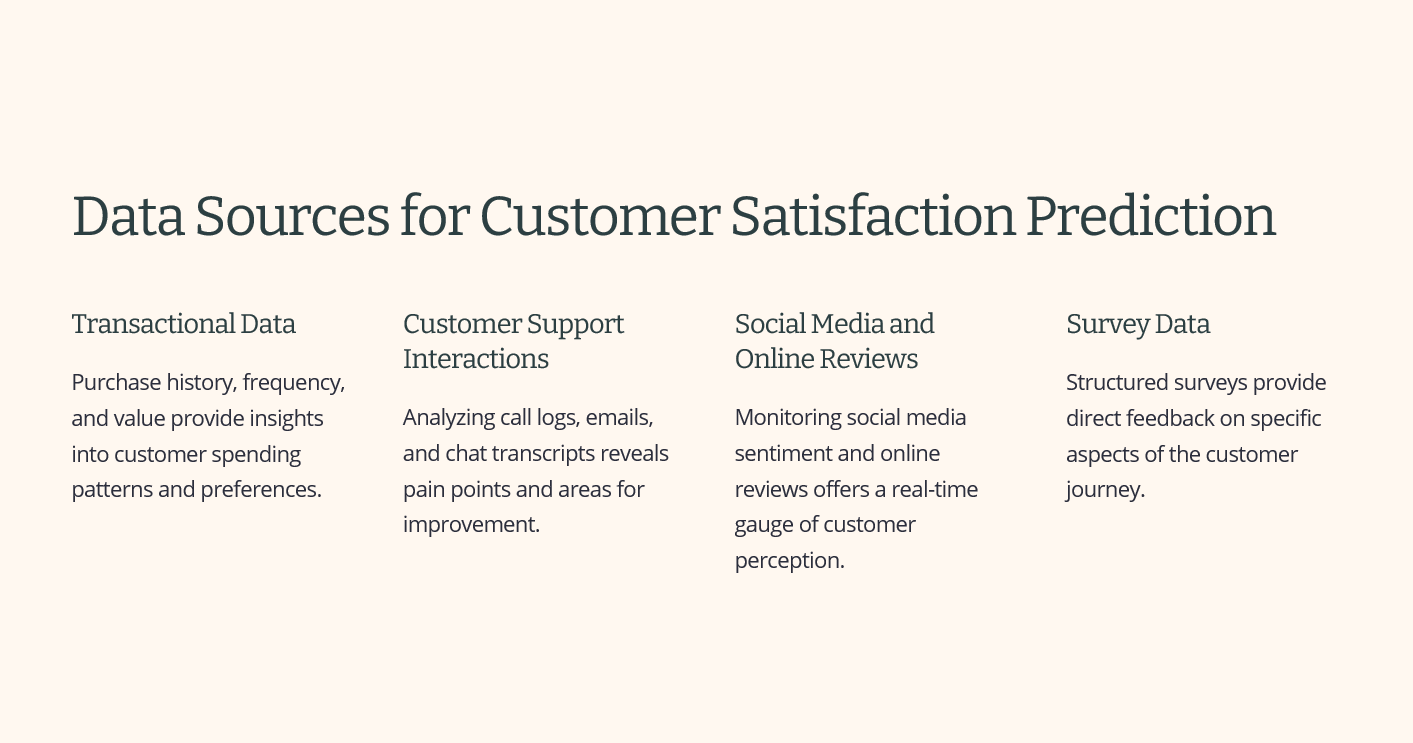 Data Sources for Customer Satisfaction Prediction
Transactional Data
Purchase history, frequency,
and value provide insights
into customer spending
patterns and preferences.
Customer Support
Interactions
Analyzing call logs, emails,
and chat transcripts reveals
pain points and areas for
improvement.
Social Media and
Online Reviews
Monitoring social media
sentiment and online
reviews offers a real-time
gauge of customer
perception.
Survey Data
Structured surveys provide
direct feedback on specific
aspects of the customer
journey.